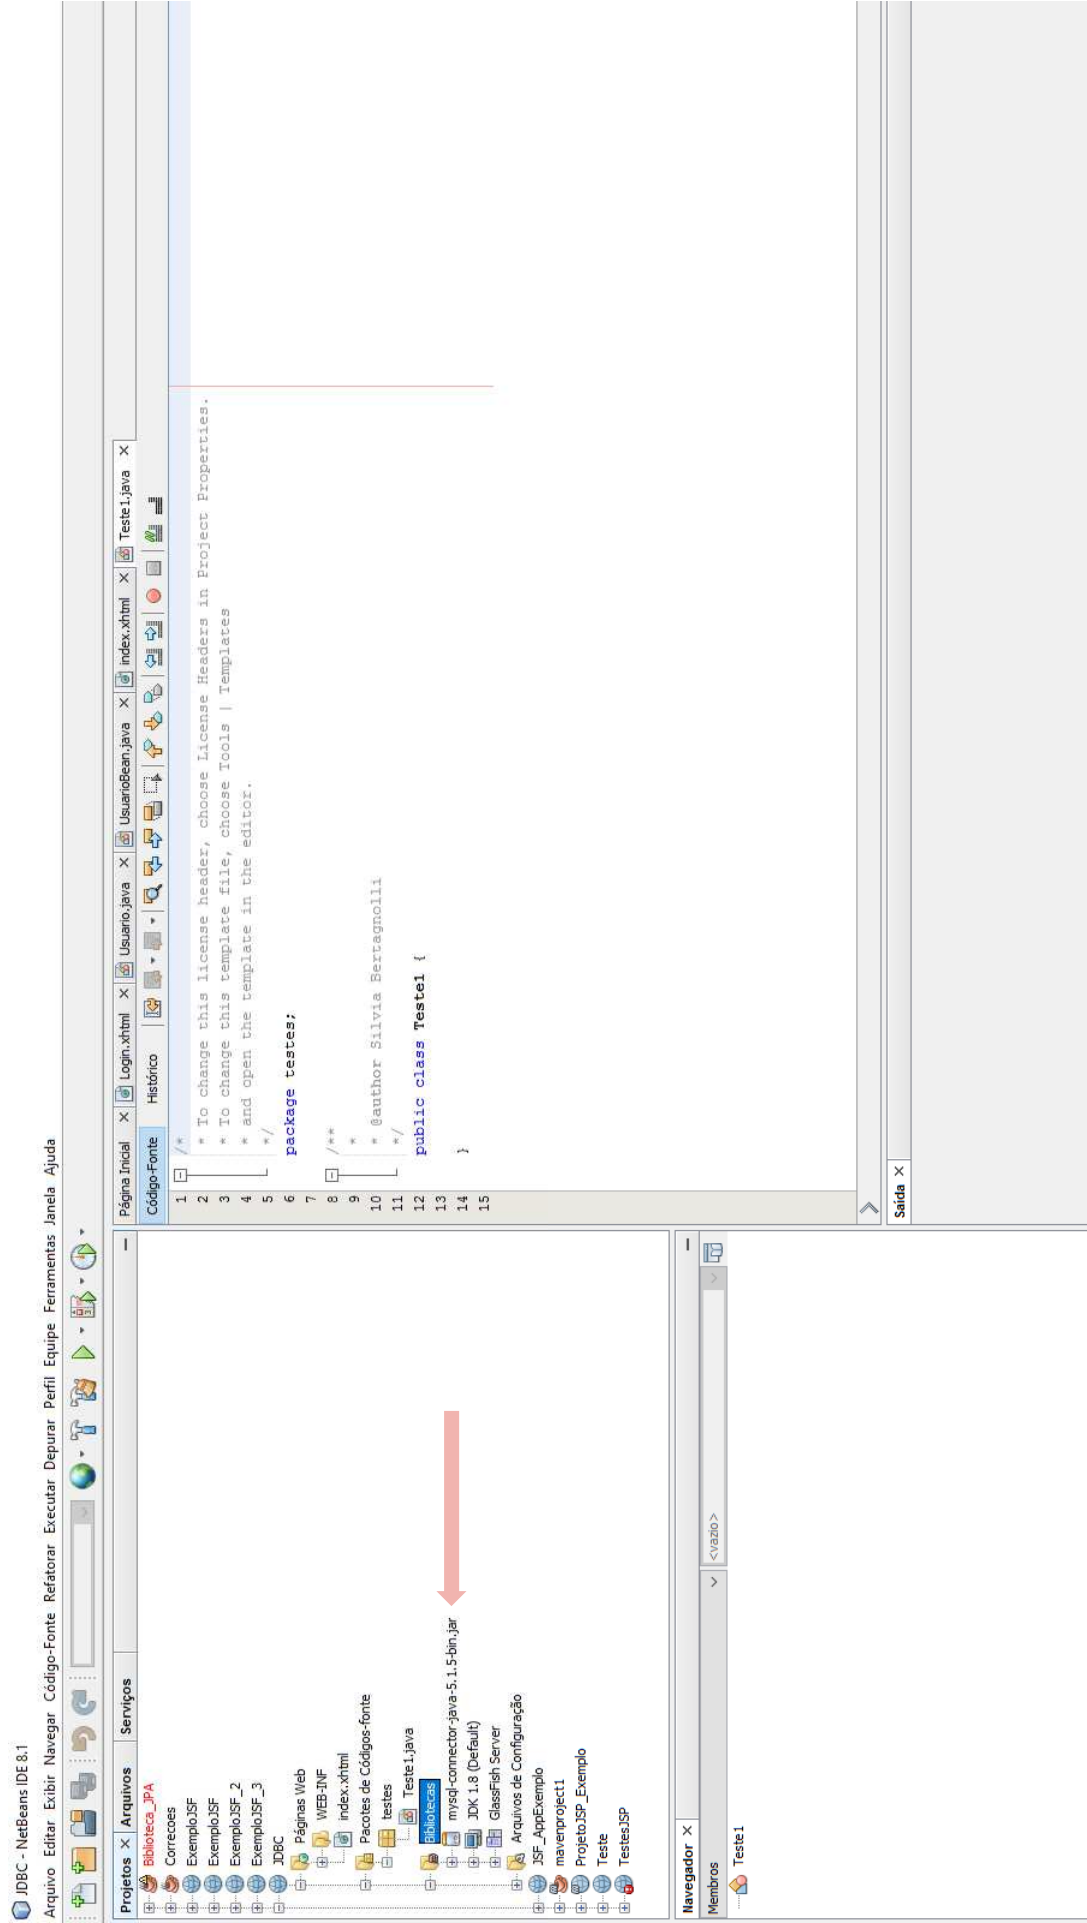 JDBC - NetBeans IDE 8.1
Arquivo Editar Exibir Navegar Código-Fonte Refatorar Executar Depurar Perfil Equipe Ferramentas Janela Ajuda
Projetos X Arquivos Serviços
Biblioteca_JPA
Correcoes
ExemploJSF
ExemploJSF
ExemploJSF_2
ExemploJSF_3
JDBC
Páginas Web
WEB-INF
index.xhtml
Pacotes de Códigos-fonte
testes
Teste1.java
Bibliotecas
mysql-connector-java-5.1.5-bin.jar
JDK 1.8 (Default)
GlassFish Server
Arquivos de Configuração
JSF_AppExemplo
mavenproject1
ProjetoJSP_Exemplo
Teste
TestesJSP
Navegador X
Membros <vazio>
Teste1
Página Inicial X Login.xhtml X Usuario.java X UsuarioBean.java X index.xhtml X Teste1.java X
Código-Fonte Histórico
1 /*
2 * To change this license header, choose License Headers in Project Properties.
3 * To change this template file, choose Tools | Templates
4 * and open the template in the editor.
5 */
6 package testes;
7
8 /**
9 *
10 * @author Silvia Bertagnolli
11 */
12 public class Teste1 {
13
14 }
15
Saída X